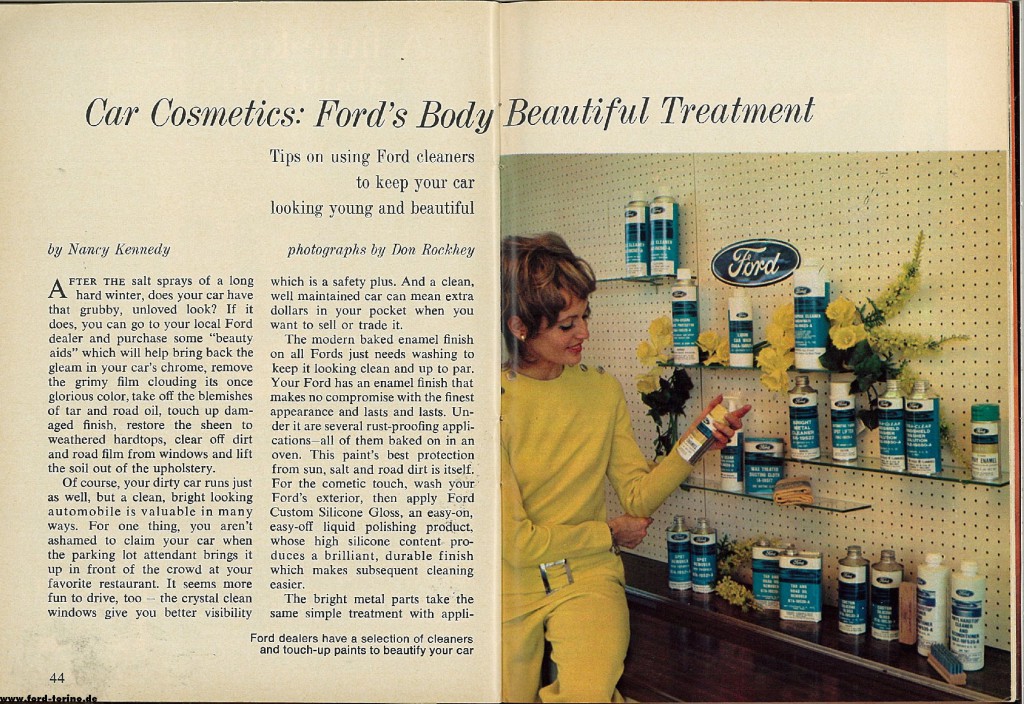 Car Cosmetics: Ford's Body Beautiful Treatment
Tips on using Ford cleaners
to keep your car
looking young and beautiful
by Nancy Kennedy
photographs by Don Rockhey
AFTER THE salt sprays of a long
hard winter, does your car have
that grubby, unloved look? If it
does, you can go to your local Ford
dealer and purchase some "beauty
aids" which will help bring back the
gleam in your car's chrome, remove
the grimy film clouding its once
glorious color, take off the blemishes
of tar and road oil, touch up dam-
aged finish, restore the sheen to
weathered hardtops, clear off dirt
and road film from windows and lift
the soil out of the upholstery.
Of course, your dirty car runs just
as well, but a clean, bright looking
automobile is valuable in many
ways. For one thing, you aren't
ashamed to claim your car when
the parking lot attendant brings it
up in front of the crowd at your
favorite restaurant. It seems more
fun to drive, too — the crystal clean
windows give you better visibility
which is a safety plus. And a clean,
well maintained car can mean extra
dollars in your pocket when you
want to sell or trade it.
The modern baked enamel finish
on all Fords just needs washing to
keep it looking clean and up to par.
Your Ford has an enamel finish that
makes no compromise with the finest
appearance and lasts and lasts. Un-
der it are several rust-proofing appli-
cations—all of them baked on in an
oven. This paint's best protection
from sun, salt and road dirt is itself.
For the cometic touch, wash your
Ford's exterior, then apply Ford
Custom Silicone Gloss, an easy-on,
easy-off liquid polishing product,
whose high silicone content pro-
duces a brilliant, durable finish
which makes subsequent cleaning
easier.
The bright metal parts take the
same simple treatment with appli-
Ford dealers have a selection of cleaners
and touch-up paints to beautify your car
44
www.ford-torino.de
Ford
BRIGHT
METAL
CLEANER
SPOT
REMOVER
TAR AND
ROAD OIL
REMOVER